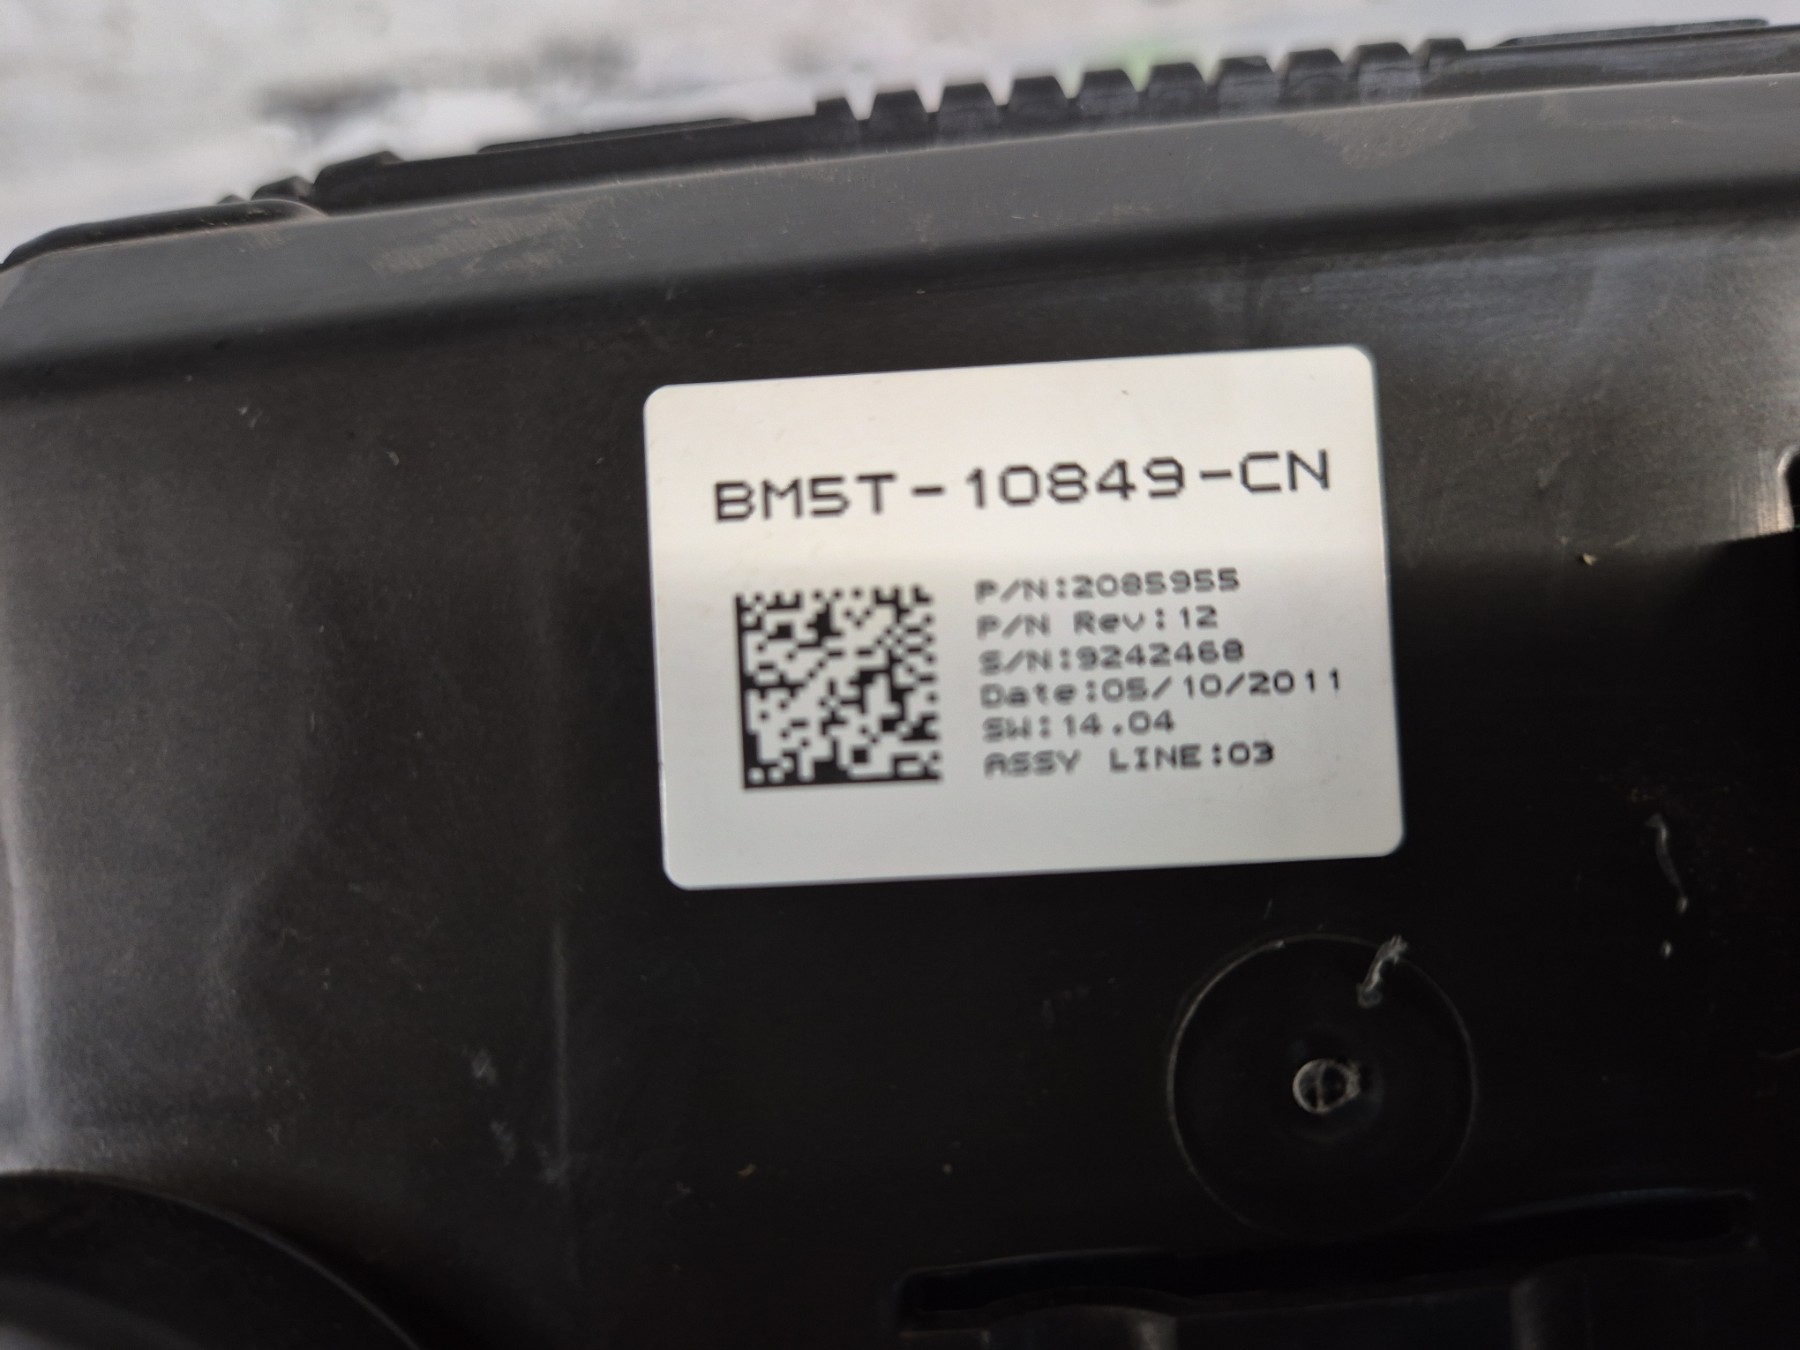 BM5T-10849-CN
P/N:2085955
P/N Rev:12
S/N:9242468
Date:05/10/2011
SW:14.04
ASSY LINE:03